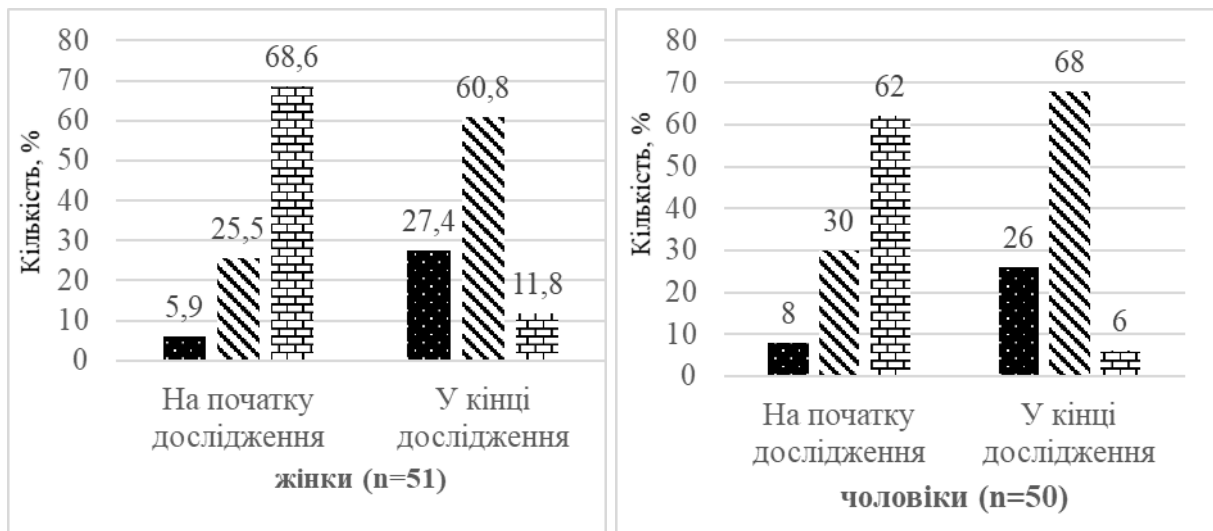 80
70
60
50
40
30
20
10
0
Кількість, %
5,9
25,5
68,6
27,4
60,8
11,8
На початку
дослідження
У кінці
дослідження
жінки (n=51)
80
70
60
50
40
30
20
10
0
Кількість, %
8
30
62
26
68
6
На початку
дослідження
У кінці
дослідження
чоловіки (n=50)